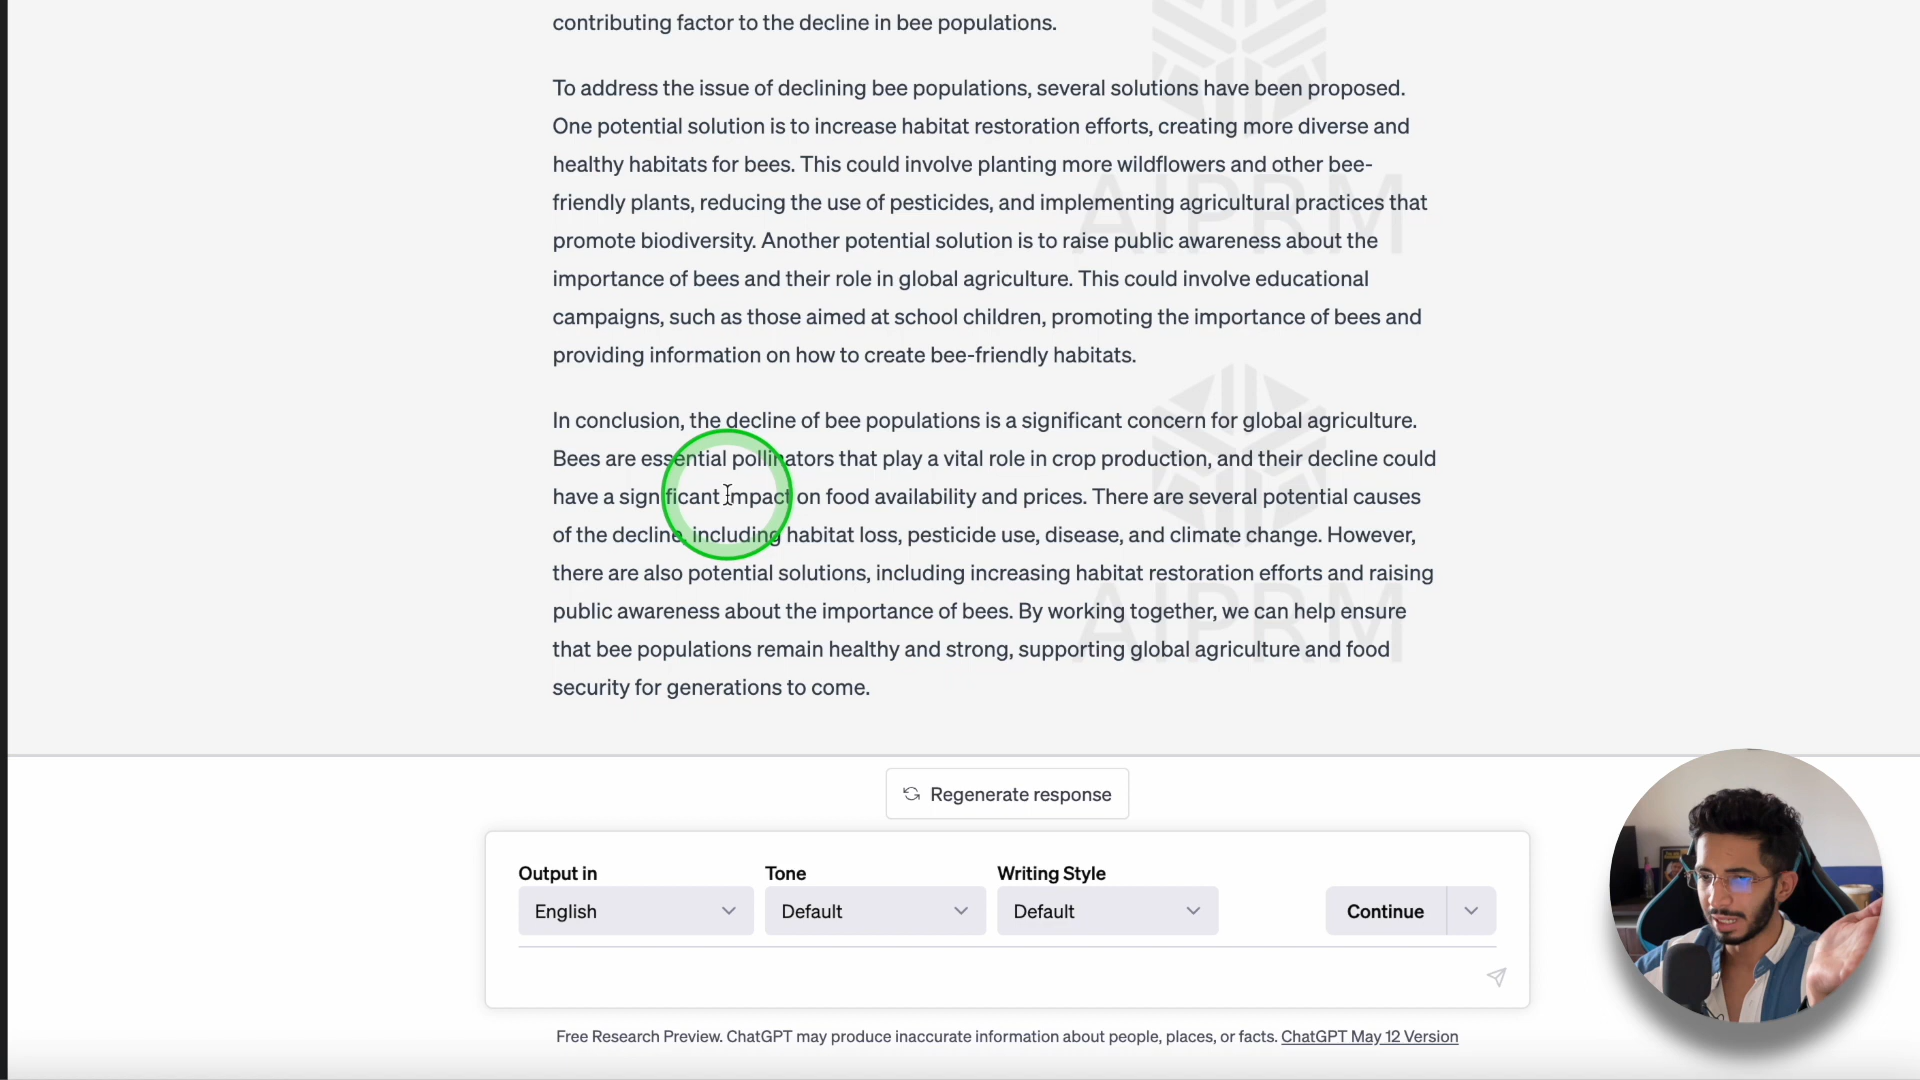 contributing factor to the decline in bee populations.
To address the issue of declining bee populations, several solutions have been proposed.
One potential solution is to increase habitat restoration efforts, creating more diverse and
healthy habitats for bees. This could involve planting more wildflowers and other bee-
friendly plants, reducing the use of pesticides, and implementing agricultural practices that
promote biodiversity. Another potential solution is to raise public awareness about the
importance of bees and their role in global agriculture. This could involve educational
campaigns, such as those aimed at school children, promoting the importance of bees and
providing information on how to create bee-friendly habitats.
In conclusion, the decline of bee populations is a significant concern for global agriculture.
Bees are essential pollinators that play a vital role in crop production, and their decline could
have a significant impact on food availability and prices. There are several potential causes
of the decline, including habitat loss, pesticide use, disease, and climate change. However,
there are also potential solutions, including increasing habitat restoration efforts and raising
public awareness about the importance of bees. By working together, we can help ensure
that bee populations remain healthy and strong, supporting global agriculture and food
security for generations to come.
AIPRM
AIPRM
Regenerate response
Output in
Tone
Writing Style
English
Default
Default
Continue
Free Research Preview. ChatGPT may produce inaccurate information about people, places, or facts. ChatGPT May 12 Version